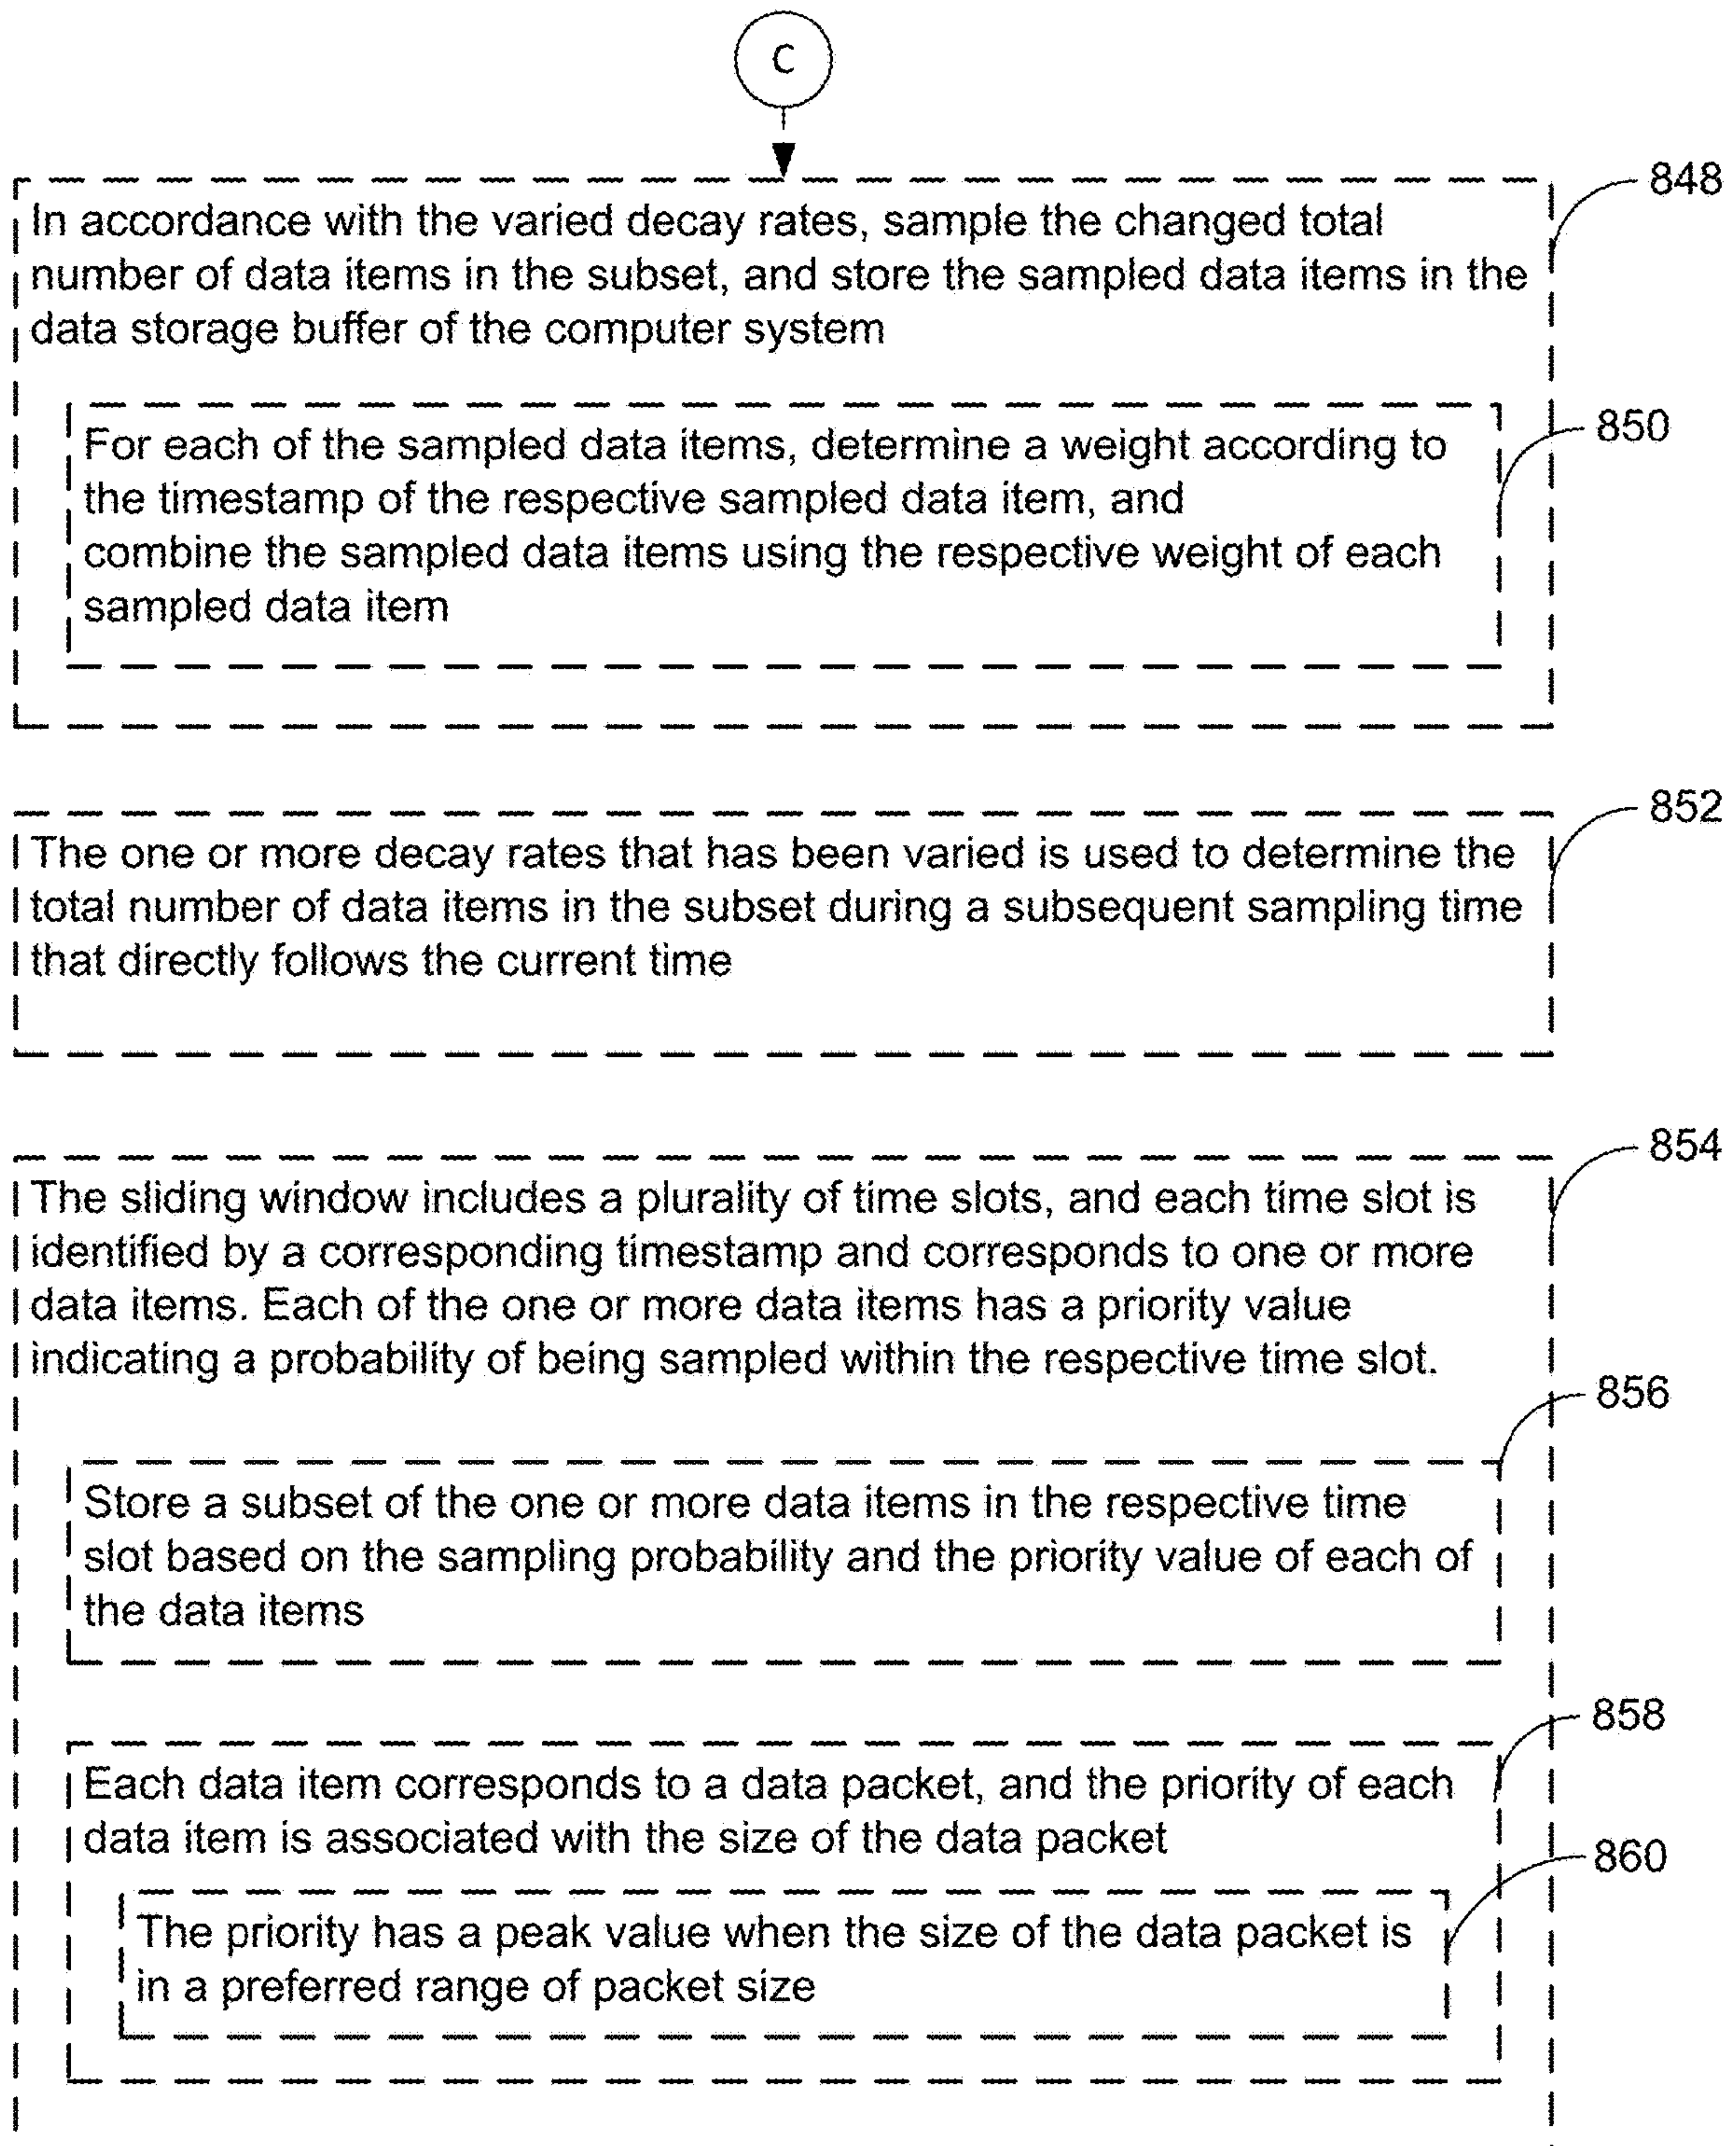 C
848
In accordance with the varied decay rates, sample the changed total
number of data items in the subset, and store the sampled data items in the
data storage buffer of the computer system
850
For each of the sampled data items, determine a weight according to
the timestamp of the respective sampled data item, and
combine the sampled data items using the respective weight of each
sampled data item
852
The one or more decay rates that has been varied is used to determine the
total number of data items in the subset during a subsequent sampling time
that directly follows the current time
854
The sliding window includes a plurality of time slots, and each time slot is
identified by a corresponding timestamp and corresponds to one or more
data items. Each of the one or more data items has a priority value
indicating a probability of being sampled within the respective time slot.
856
Store a subset of the one or more data items in the respective time
slot based on the sampling probability and the priority value of each of
the data items
858
Each data item corresponds to a data packet, and the priority of each
data item is associated with the size of the data packet
860
The priority has a peak value when the size of the data packet is
in a preferred range of packet size